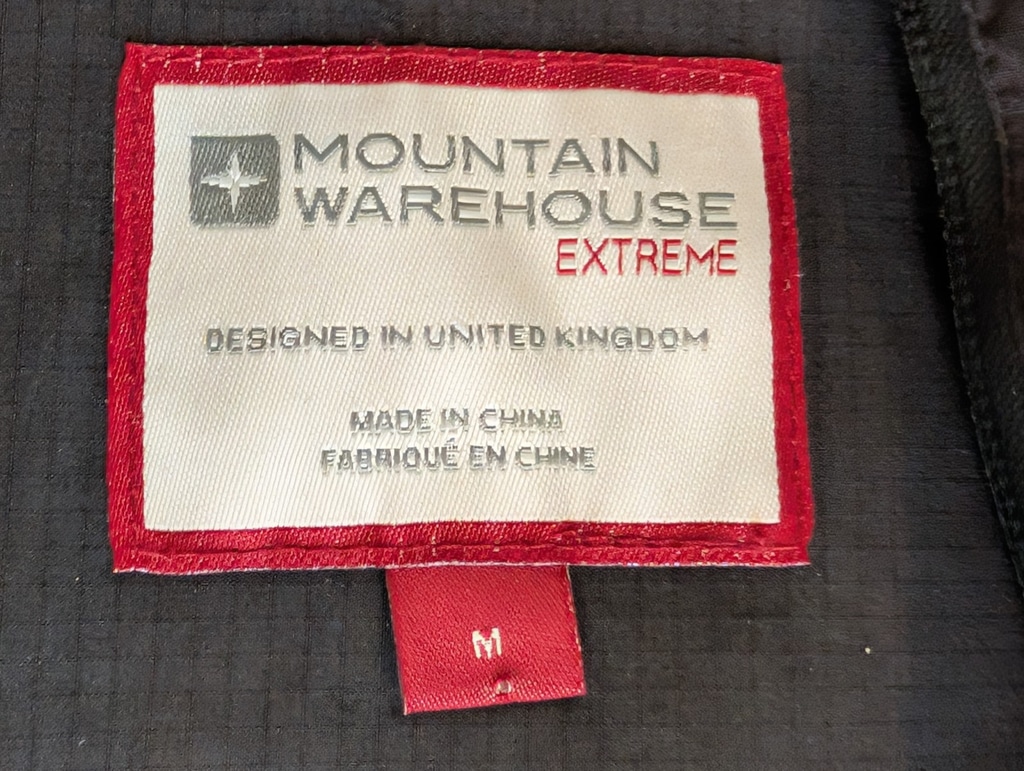 MOUNTAIN
WAREHOUSE
EXTREME
DESIGNED IN UNITED KINGDOM
MADE IN CHINA
FABRIQUÉ EN CHINE
M